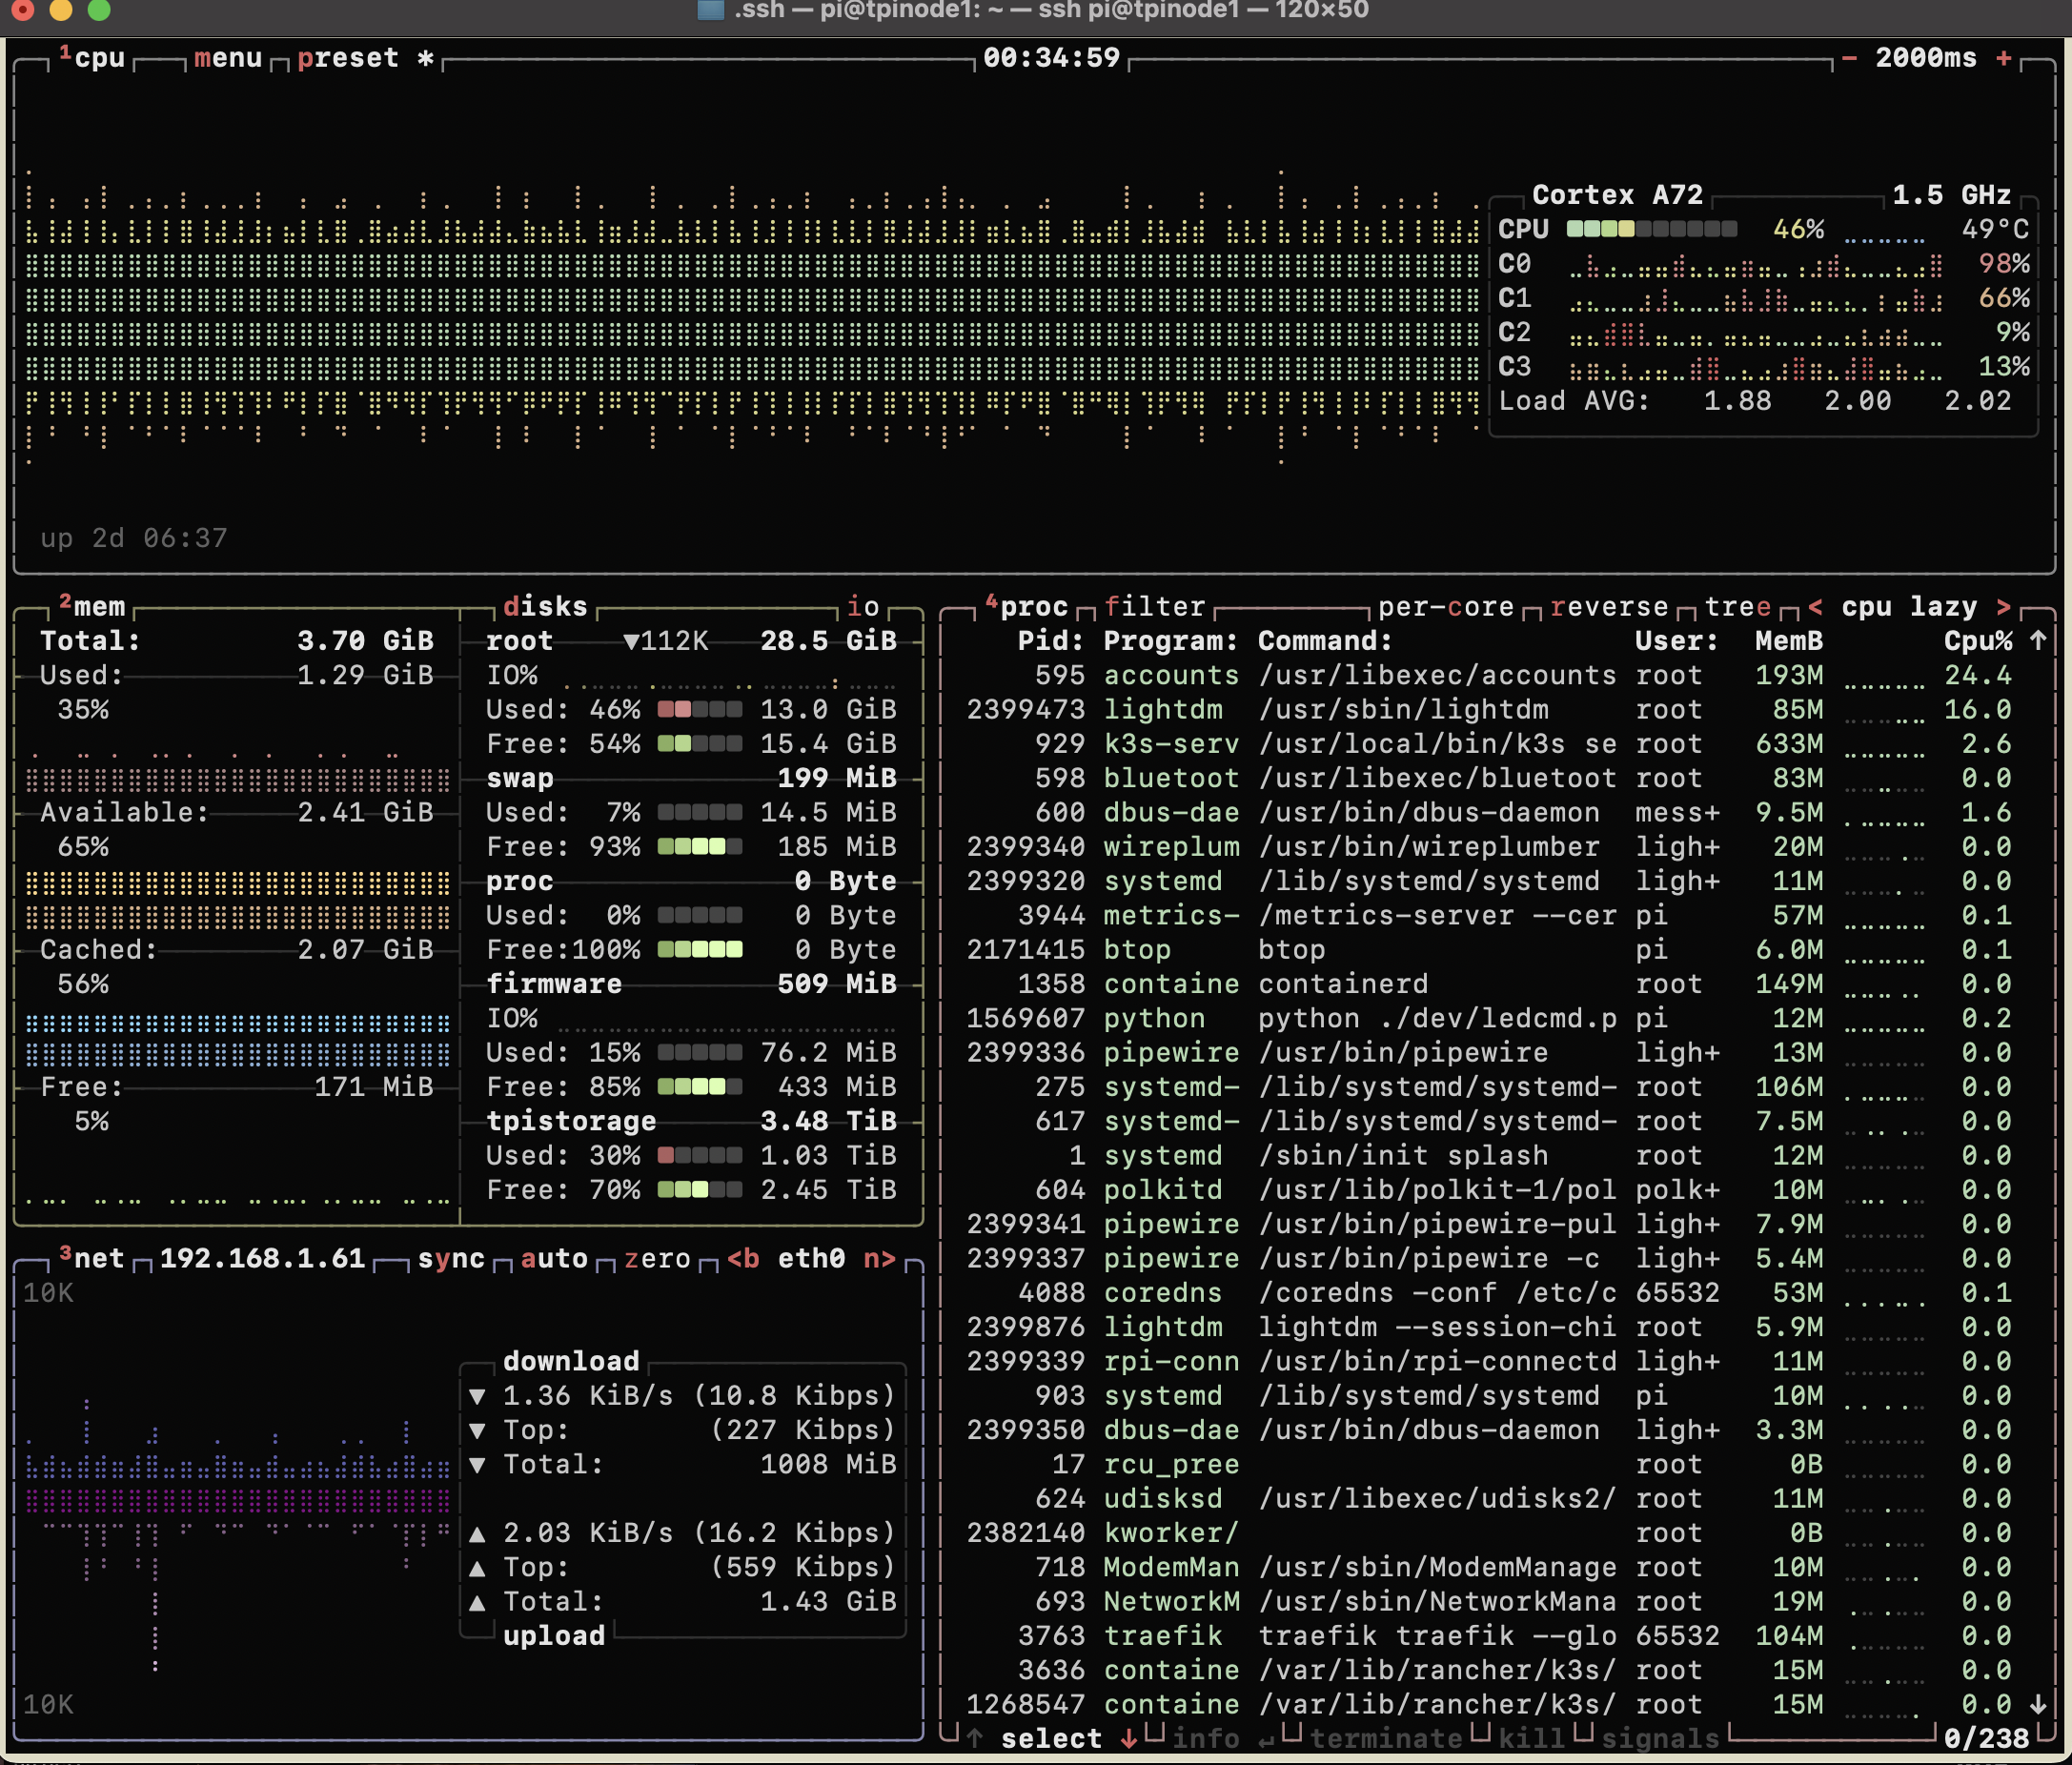 .ssh — pi@tpinode1: ~ — ssh pi@tpinode1 — 120×50
¹cpu menu preset * 00:34:59 - 2000ms +
Cortex A72 1.5 GHz
CPU 46% 49°C
C0 98%
C1 66%
C2 9%
C3 13%
Load AVG: 1.88 2.00 2.02
up 2d 06:37
²mem
Total: 3.70 GiB
Used: 1.29 GiB
35%
Available: 2.41 GiB
65%
Cached: 2.07 GiB
56%
Free: 171 MiB
5%
disks io
root ▼112K 28.5 GiB
IO%
Used: 46% 13.0 GiB
Free: 54% 15.4 GiB
swap 199 MiB
Used: 7% 14.5 MiB
Free: 93% 185 MiB
proc 0 Byte
Used: 0% 0 Byte
Free:100% 0 Byte
firmware 509 MiB
IO%
Used: 15% 76.2 MiB
Free: 85% 433 MiB
tpistorage 3.48 TiB
Used: 30% 1.03 TiB
Free: 70% 2.45 TiB
³net 192.168.1.61 sync auto zero <b eth0 n>
10K
download
▼ 1.36 KiB/s (10.8 Kibps)
▼ Top: (227 Kibps)
▼ Total: 1008 MiB
▲ 2.03 KiB/s (16.2 Kibps)
▲ Top: (559 Kibps)
▲ Total: 1.43 GiB
upload
10K
⁴proc filter per-core reverse tree < cpu lazy >
Pid: Program: Command: User: MemB Cpu% ↑
595 accounts /usr/libexec/accounts root 193M 24.4
2399473 lightdm /usr/sbin/lightdm root 85M 16.0
929 k3s-serv /usr/local/bin/k3s se root 633M 2.6
598 bluetoot /usr/libexec/bluetoot root 83M 0.0
600 dbus-dae /usr/bin/dbus-daemon mess+ 9.5M 1.6
2399340 wireplum /usr/bin/wireplumber ligh+ 20M 0.0
2399320 systemd /lib/systemd/systemd ligh+ 11M 0.0
3944 metrics- /metrics-server --cer pi 57M 0.1
2171415 btop btop pi 6.0M 0.1
1358 containe containerd root 149M 0.0
1569607 python python ./dev/ledcmd.p pi 12M 0.2
2399336 pipewire /usr/bin/pipewire ligh+ 13M 0.0
275 systemd- /lib/systemd/systemd- root 106M 0.0
617 systemd- /lib/systemd/systemd- root 7.5M 0.0
1 systemd /sbin/init splash root 12M 0.0
604 polkitd /usr/lib/polkit-1/pol polk+ 10M 0.0
2399341 pipewire /usr/bin/pipewire-pul ligh+ 7.9M 0.0
2399337 pipewire /usr/bin/pipewire -c ligh+ 5.4M 0.0
4088 coredns /coredns -conf /etc/c 65532 53M 0.1
2399876 lightdm lightdm --session-chi root 5.9M 0.0
2399339 rpi-conn /usr/bin/rpi-connectd ligh+ 11M 0.0
903 systemd /lib/systemd/systemd pi 10M 0.0
2399350 dbus-dae /usr/bin/dbus-daemon ligh+ 3.3M 0.0
17 rcu_pree root 0B 0.0
624 udisksd /usr/libexec/udisks2/ root 11M 0.0
2382140 kworker/ root 0B 0.0
718 ModemMan /usr/sbin/ModemManage root 10M 0.0
693 NetworkM /usr/sbin/NetworkMana root 19M 0.0
3763 traefik traefik traefik --glo 65532 104M 0.0
3636 containe /var/lib/rancher/k3s/ root 15M 0.0
1268547 containe /var/lib/rancher/k3s/ root 15M 0.0 ↓
↑ select ↓ info ↵ terminate kill signals 0/238